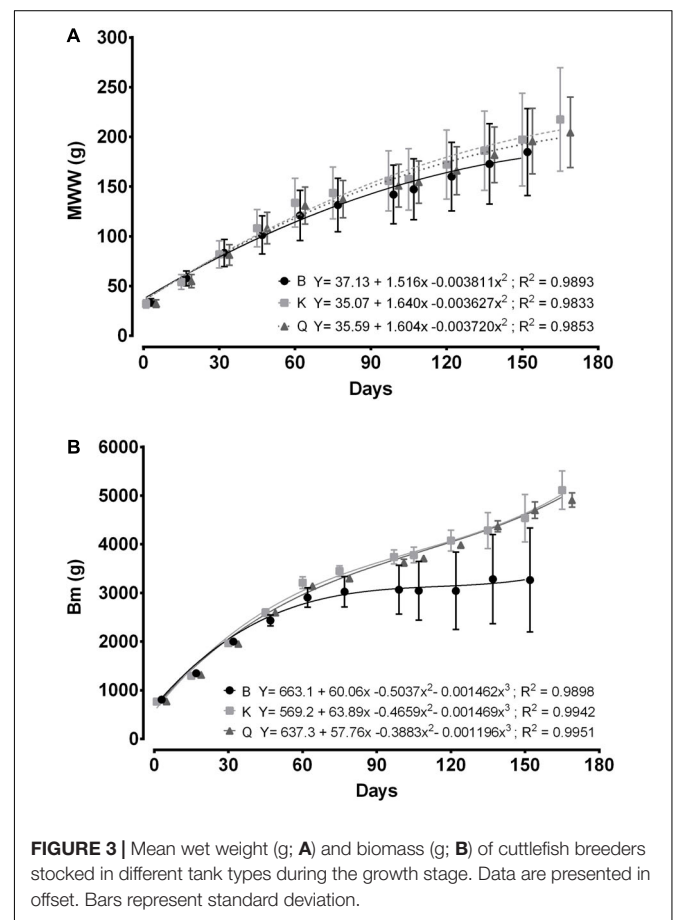 A
300
250
200
150
100
50
0
MWW (g)
B Y= 37.13 + 1.516x -0.003811x² ; R² = 0.9893
K Y= 35.07 + 1.640x -0.003627x² ; R² = 0.9833
Q Y= 35.59 + 1.604x -0.003720x² ; R² = 0.9853
0 30 60 90 120 150 180
Days
B
6000
5000
4000
3000
2000
1000
0
Bm (g)
B Y= 663.1 + 60.06x -0.5037x²- 0.001462x³ ; R² = 0.9898
K Y= 569.2 + 63.89x -0.4659x²- 0.001469x³ ; R² = 0.9942
Q Y= 637.3 + 57.76x -0.3883x²- 0.001196x³ ; R² = 0.9951
0 30 60 90 120 150 180
Days
FIGURE 3 | Mean wet weight (g; A) and biomass (g; B) of cuttlefish breeders
stocked in different tank types during the growth stage. Data are presented in
offset. Bars represent standard deviation.